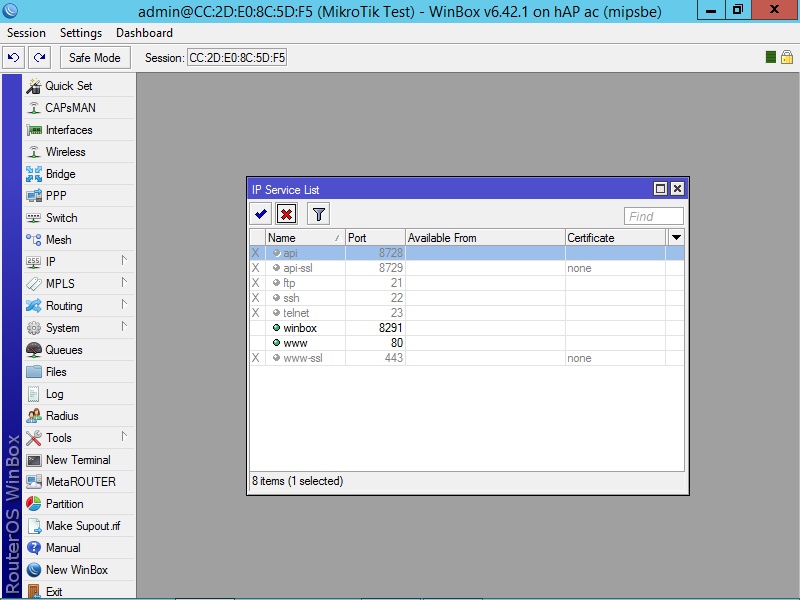 admin@CC:2D:E0:8C:5D:F5 (MikroTik Test) - WinBox v6.42.1 on hAP ac (mipsbe)
Session Settings Dashboard
Safe Mode Session: CC:2D:E0:8C:5D:F5
Quick Set
CAPsMAN
Interfaces
Wireless
Bridge
PPP
Switch
Mesh
IP
MPLS
Routing
System
Queues
Files
Log
Radius
Tools
New Terminal
MetaROUTER
Partition
Make Supout.rif
Manual
New WinBox
Exit
RouterOS WinBox
IP Service List
Find
Name / Port Available From Certificate
X api 8728
X api-ssl 8729 none
X ftp 21
X ssh 22
X telnet 23
winbox 8291
www 80
X www-ssl 443 none
8 items (1 selected)